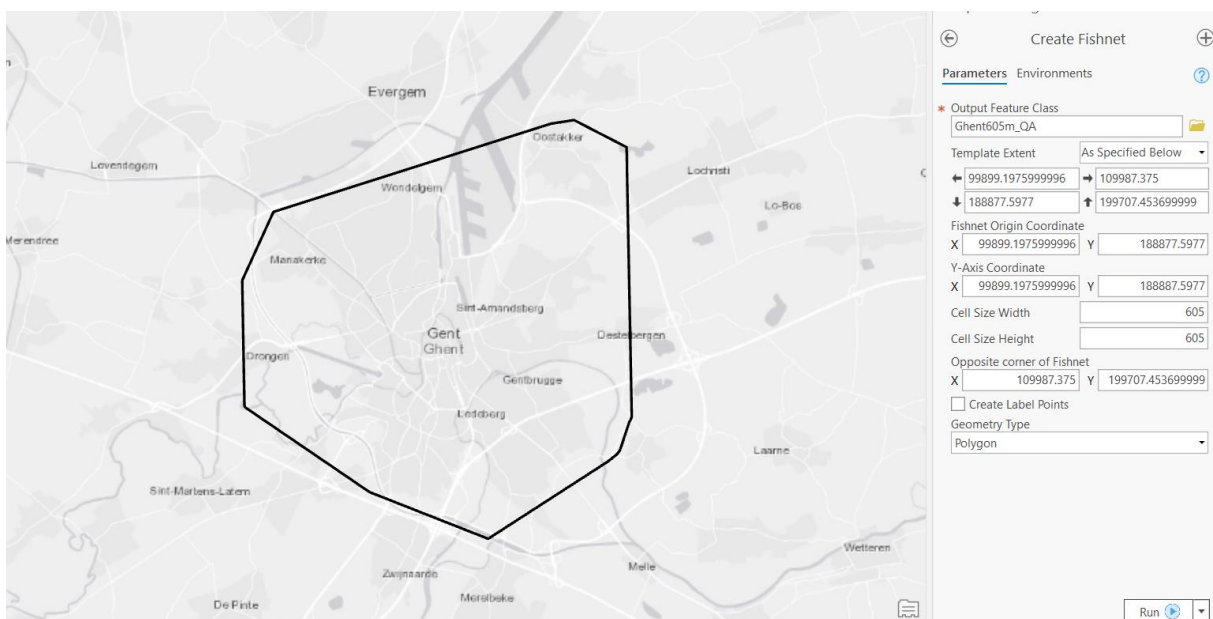 Evergem
Oostakker
Lovendegem
Lochristi
Wondelgem
Lo-Bos
Merendree
Mariakerke
Sint-Amandsberg
Gent
Ghent
Destelbergen
Drongen
Gentbrugge
Ledeberg
Laarne
Sint-Martens-Latem
Wetteren
Melle
Zwijnaarde
Merelbeke
De Pinte
Create Fishnet
Parameters Environments
?
* Output Feature Class
Ghent605m_QA
Template Extent As Specified Below
99899.1975999996 109987.375
188877.5977 199707.453699999
Fishnet Origin Coordinate
X 99899.1975999996 Y 188877.5977
Y-Axis Coordinate
X 99899.1975999996 Y 188887.5977
Cell Size Width 605
Cell Size Height 605
Opposite corner of Fishnet
X 109987.375 Y 199707.453699999
Create Label Points
Geometry Type
Polygon
Run